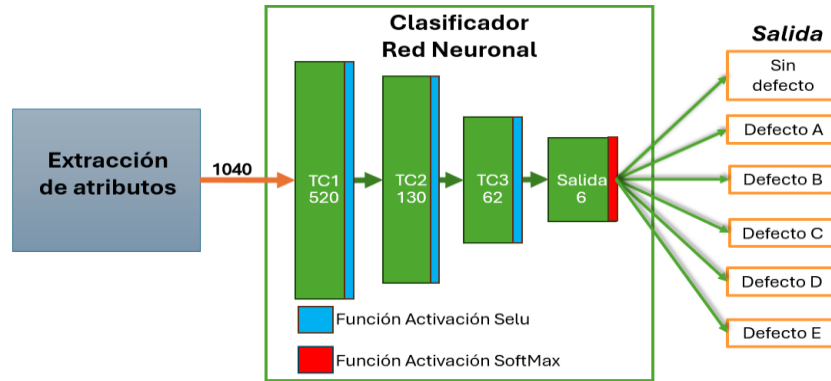 Clasificador
Red Neuronal
Salida
Extracción
de atributos
1040
TC1
520
TC2
130
TC3
62
Salida
6
Sin
defecto
Defecto A
Defecto B
Defecto C
Defecto D
Defecto E
Función Activación Selu
Función Activación SoftMax